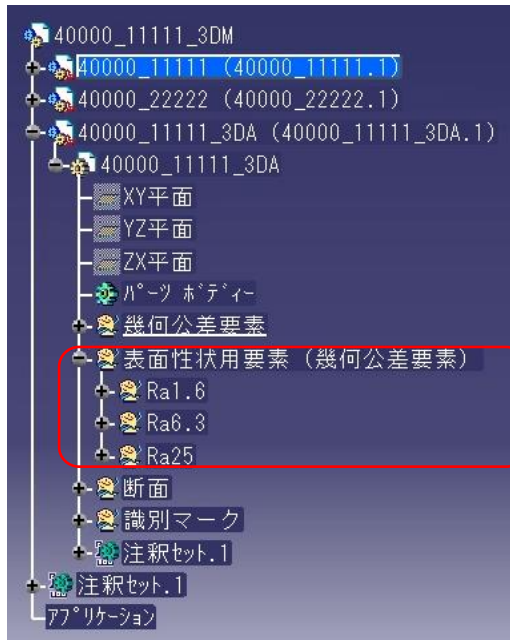 40000_11111_3DM
40000_11111 (40000_11111.1)
40000_22222 (40000_22222.1)
40000_11111_3DA (40000_11111_3DA.1)
40000_11111_3DA
XY平面
YZ平面
ZX平面
ﾊﾟｰﾂ ﾎﾞﾃﾞｨｰ
幾何公差要素
表面性状用要素（幾何公差要素）
Ra1.6
Ra6.3
Ra25
断面
識別マーク
注釈ｾｯﾄ.1
注釈ｾｯﾄ.1
ｱﾌﾟﾘｹｰｼｮﾝ